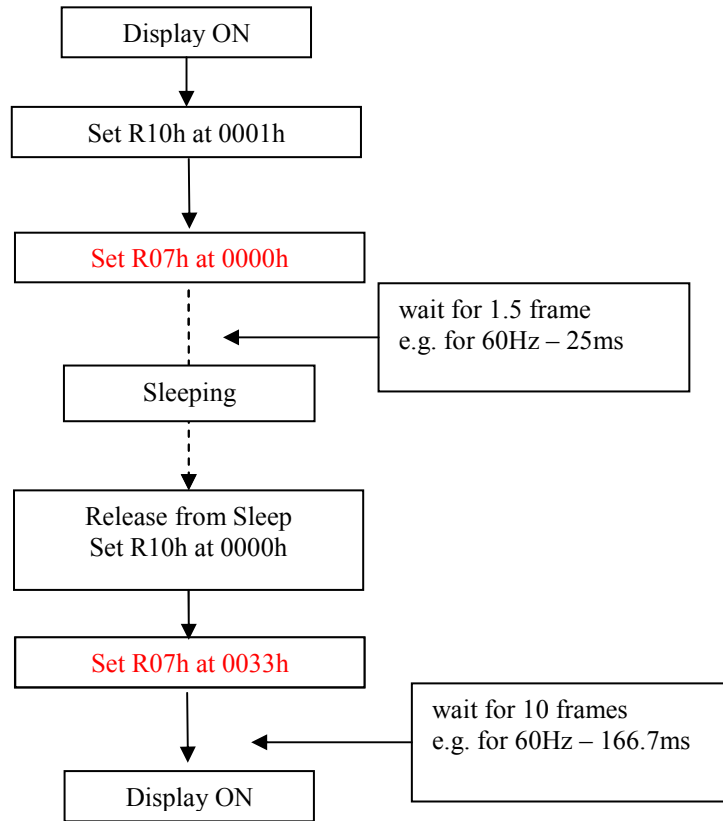 Display ON
Set R10h at 0001h
Set R07h at 0000h
wait for 1.5 frame
e.g. for 60Hz – 25ms
Sleeping
Release from Sleep
Set R10h at 0000h
Set R07h at 0033h
wait for 10 frames
e.g. for 60Hz – 166.7ms
Display ON